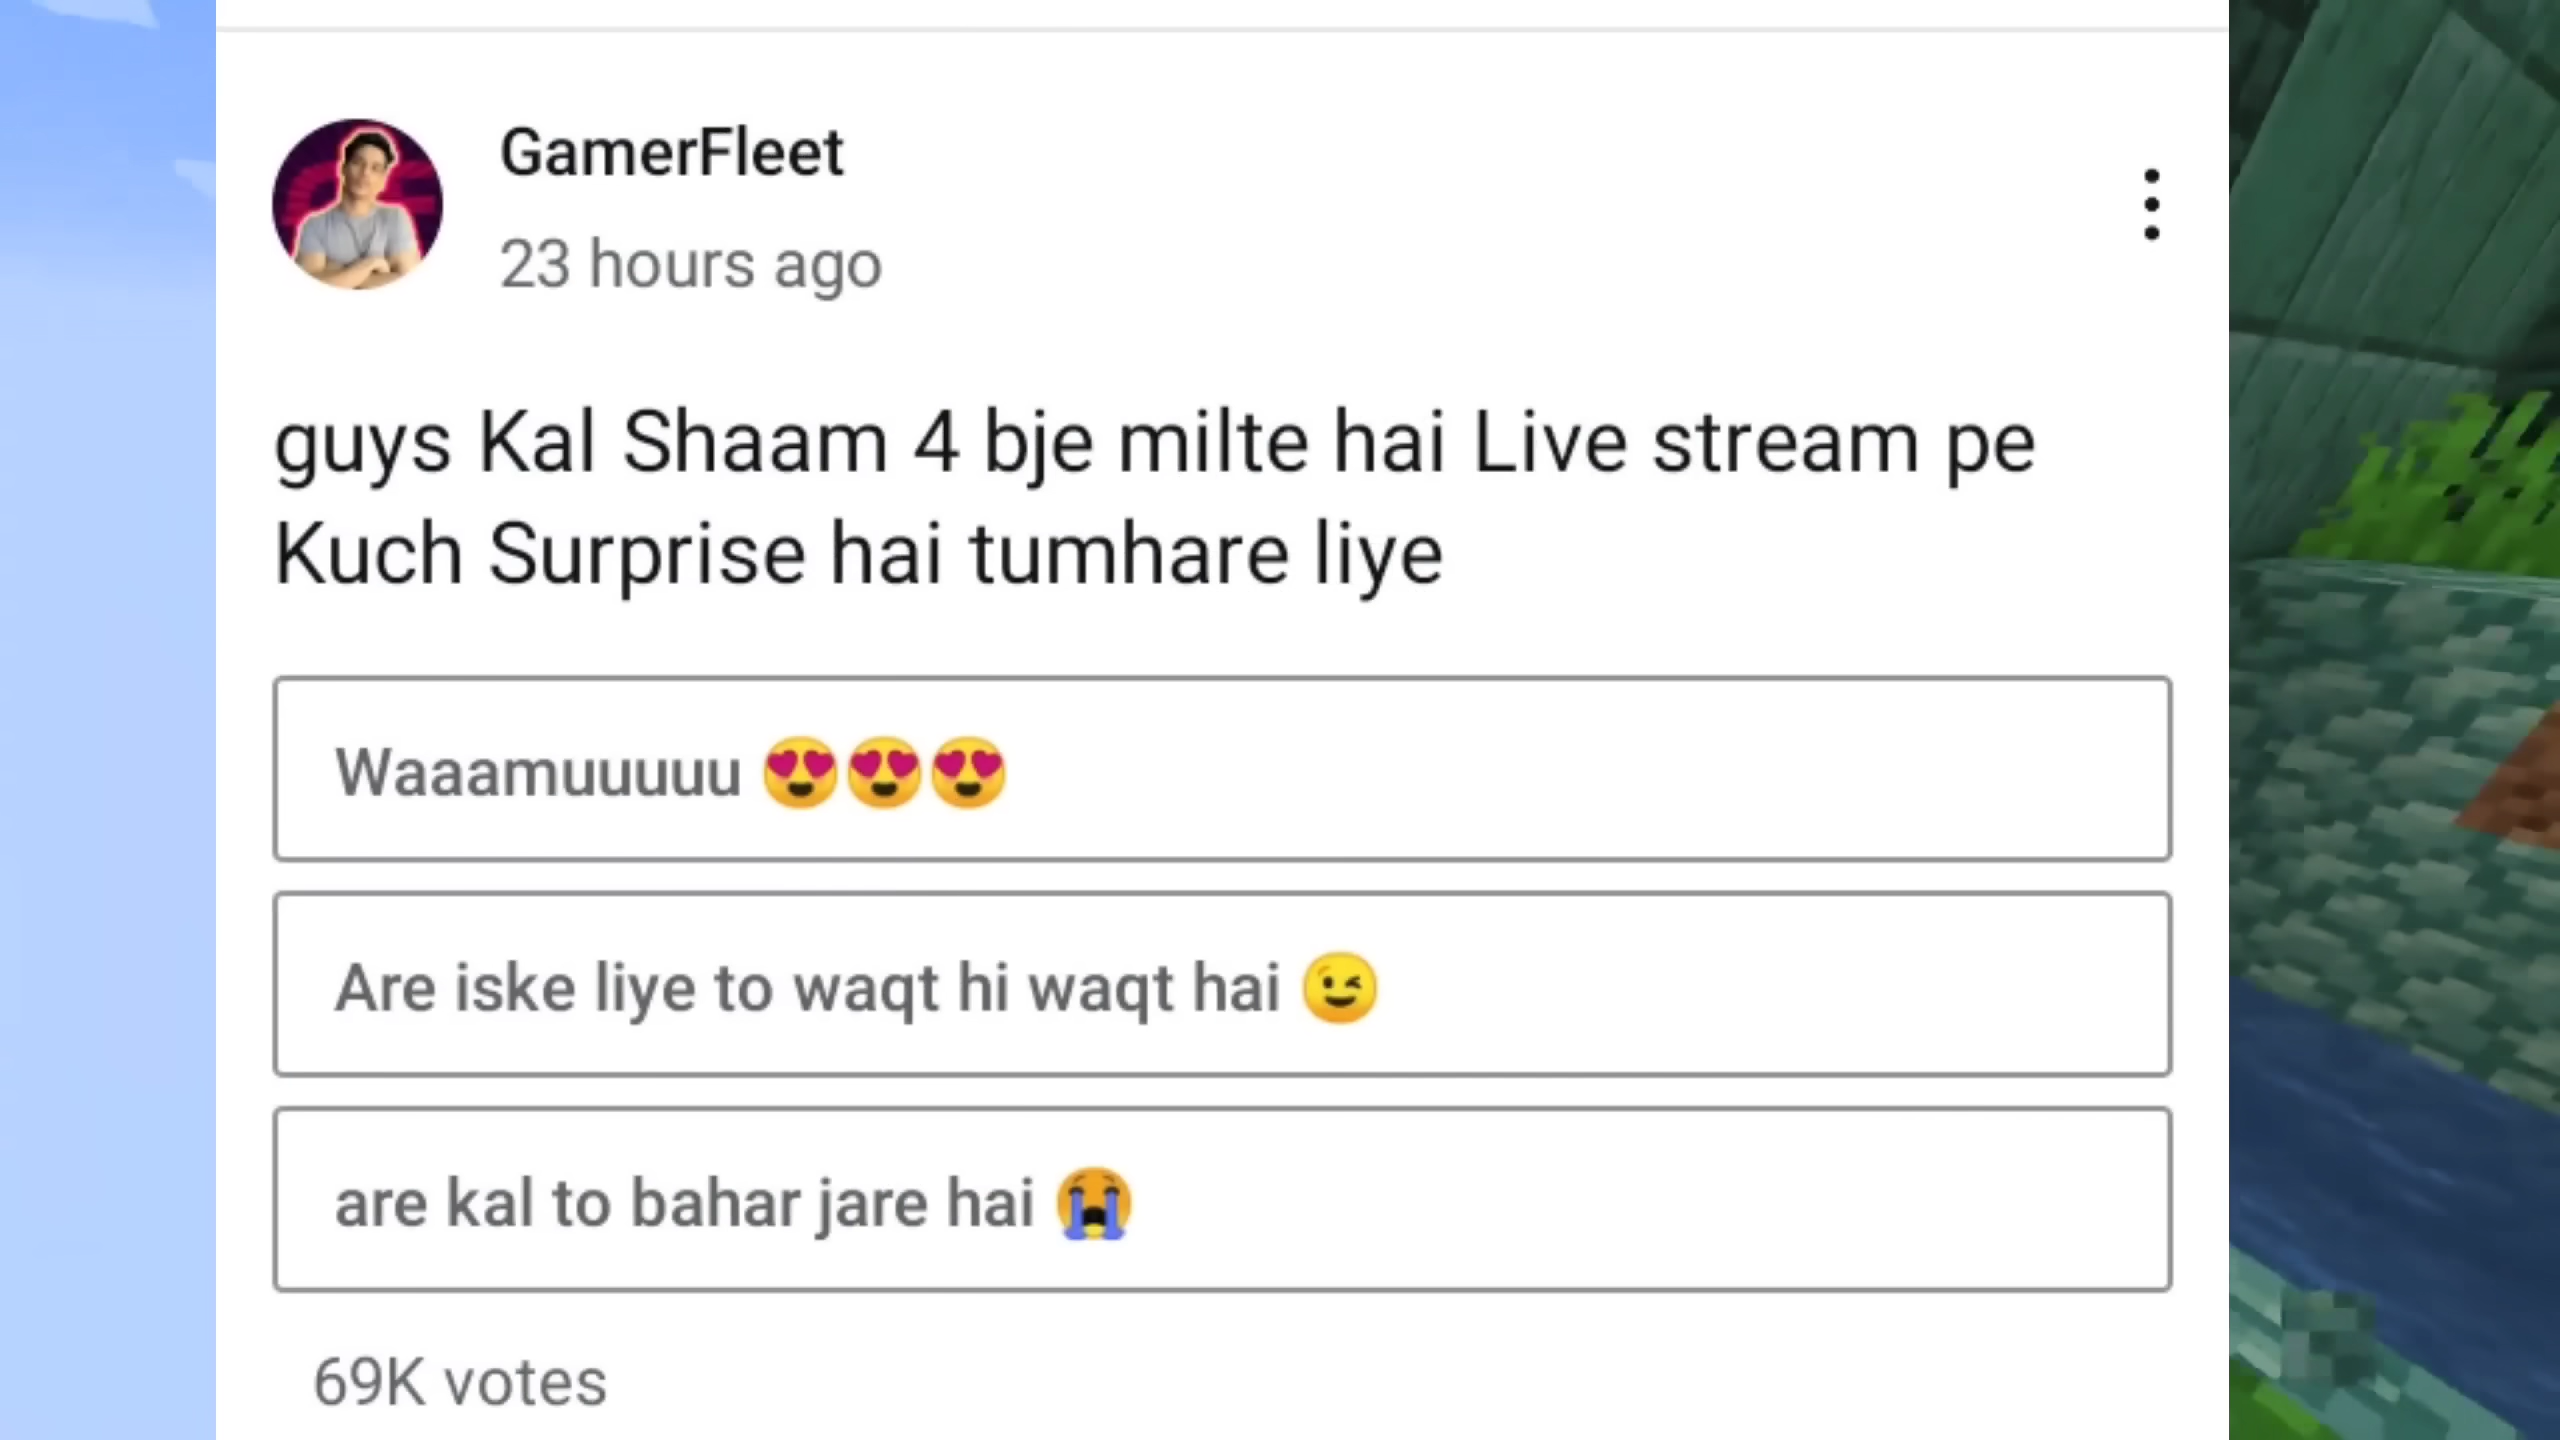 GamerFleet
23 hours ago
guys Kal Shaam 4 bje milte hai Live stream pe
Kuch Surprise hai tumhare liye
Waaamuuuuu 😍😍😍
Are iske liye to waqt hi waqt hai 😉
are kal to bahar jare hai 😭
69K votes